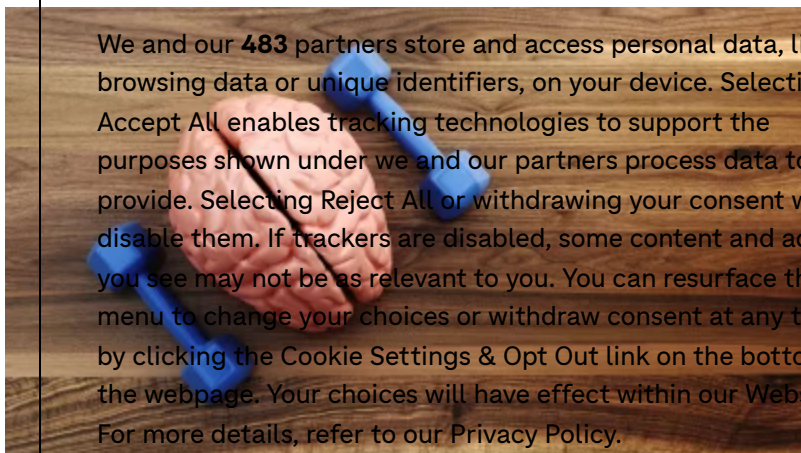 We and our 483 partners store and access personal data, li
browsing data or unique identifiers, on your device. Selecti
Accept All enables tracking technologies to support the
purposes shown under we and our partners process data to
provide. Selecting Reject All or withdrawing your consent w
disable them. If trackers are disabled, some content and ad
you see may not be as relevant to you. You can resurface th
menu to change your choices or withdraw consent at any t
by clicking the Cookie Settings & Opt Out link on the botto
the webpage. Your choices will have effect within our Web
For more details, refer to our Privacy Policy.